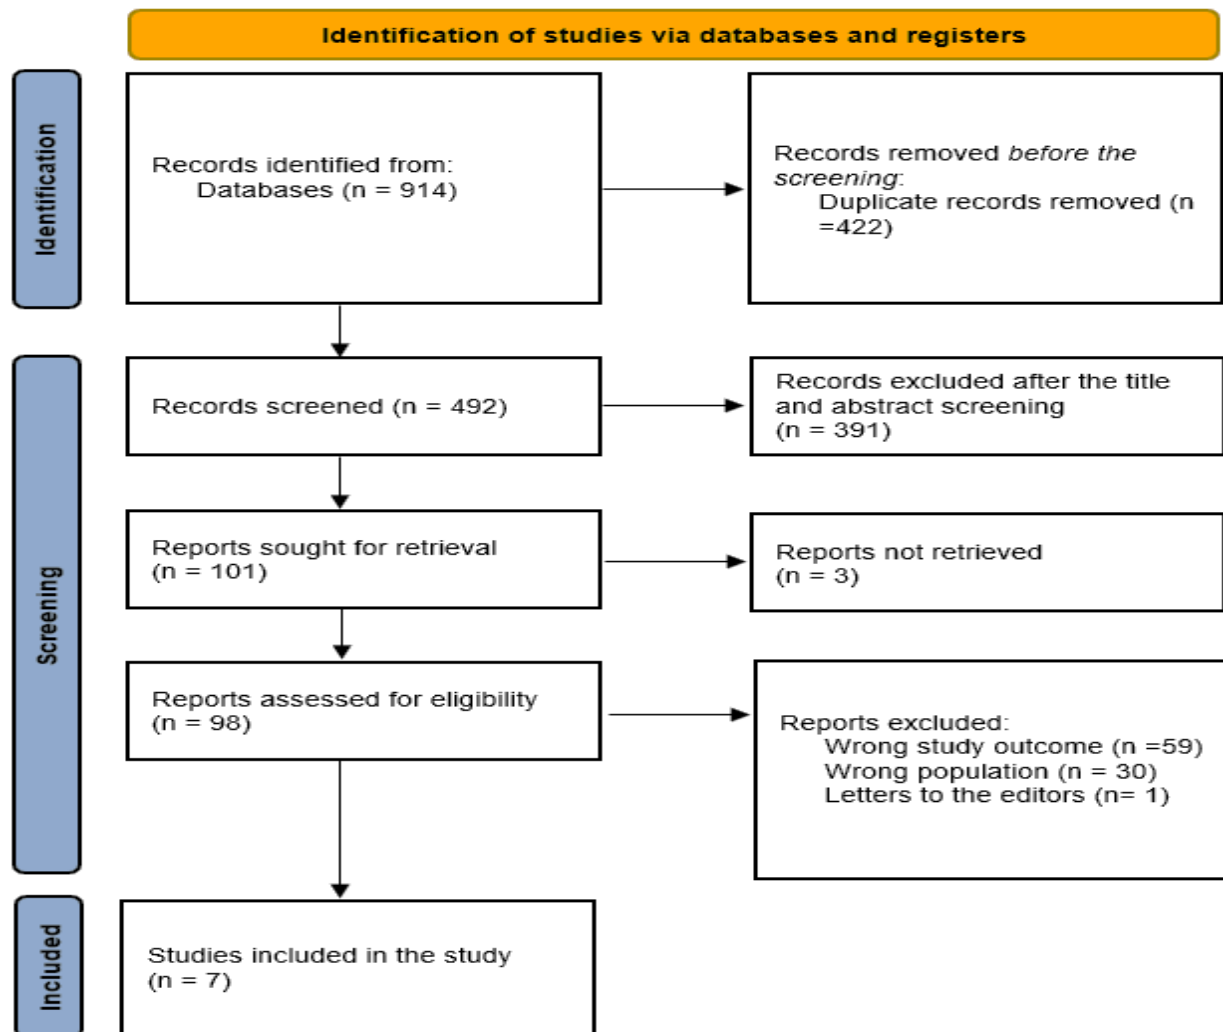 Identification of studies via databases and registers
Identification
Records identified from:
Databases (n = 914)
Records removed before the
screening:
Duplicate records removed (n
=422)
Screening
Records screened (n = 492)
Records excluded after the title
and abstract screening
(n = 391)
Reports sought for retrieval
(n = 101)
Reports not retrieved
(n = 3)
Reports assessed for eligibility
(n = 98)
Reports excluded:
Wrong study outcome (n =59)
Wrong population (n = 30)
Letters to the editors (n= 1)
Included
Studies included in the study
(n = 7)